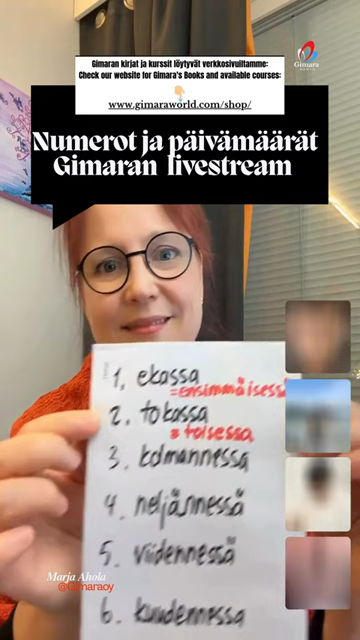 Gimaran kirjat ja kurssit löytyvät verkkosivuiltamme:
Check our website for Gimara's Books and available courses:
www.gimaraworld.com/shop/
Gimara
WORLD
Numerot ja päivämäärät
Gimaran livestream
1, ekassa
=ensimmäisessä
2. tokassa
= toisessa
3. kolmannessa
4. neljännessä
5. viidennessä
6. kuudennessa
Marja Ahola
@Gimaraoy